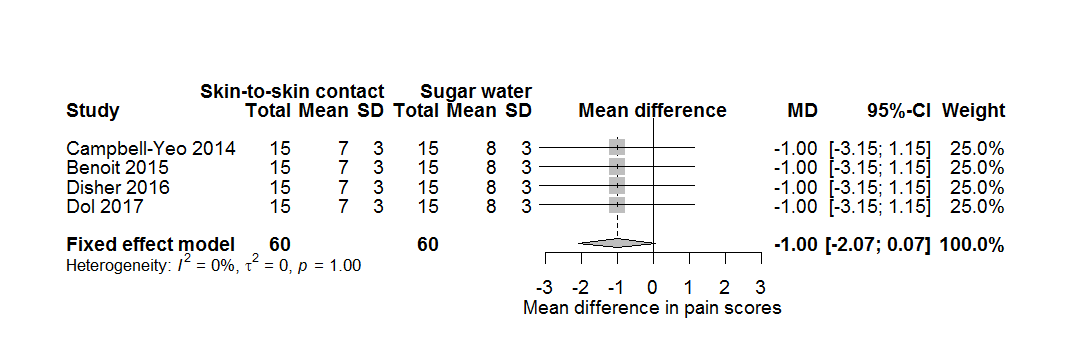 Skin-to-skin contact Sugar water
Study Total Mean SD Total Mean SD Mean difference MD 95%-CI Weight
Campbell-Yeo 2014 15 7 3 15 8 3 -1.00 [-3.15; 1.15] 25.0%
Benoit 2015 15 7 3 15 8 3 -1.00 [-3.15; 1.15] 25.0%
Disher 2016 15 7 3 15 8 3 -1.00 [-3.15; 1.15] 25.0%
Dol 2017 15 7 3 15 8 3 -1.00 [-3.15; 1.15] 25.0%
Fixed effect model 60 60 -1.00 [-2.07; 0.07] 100.0%
Heterogeneity: I² = 0%, τ² = 0, p = 1.00
-3 -2 -1 0 1 2 3
Mean difference in pain scores